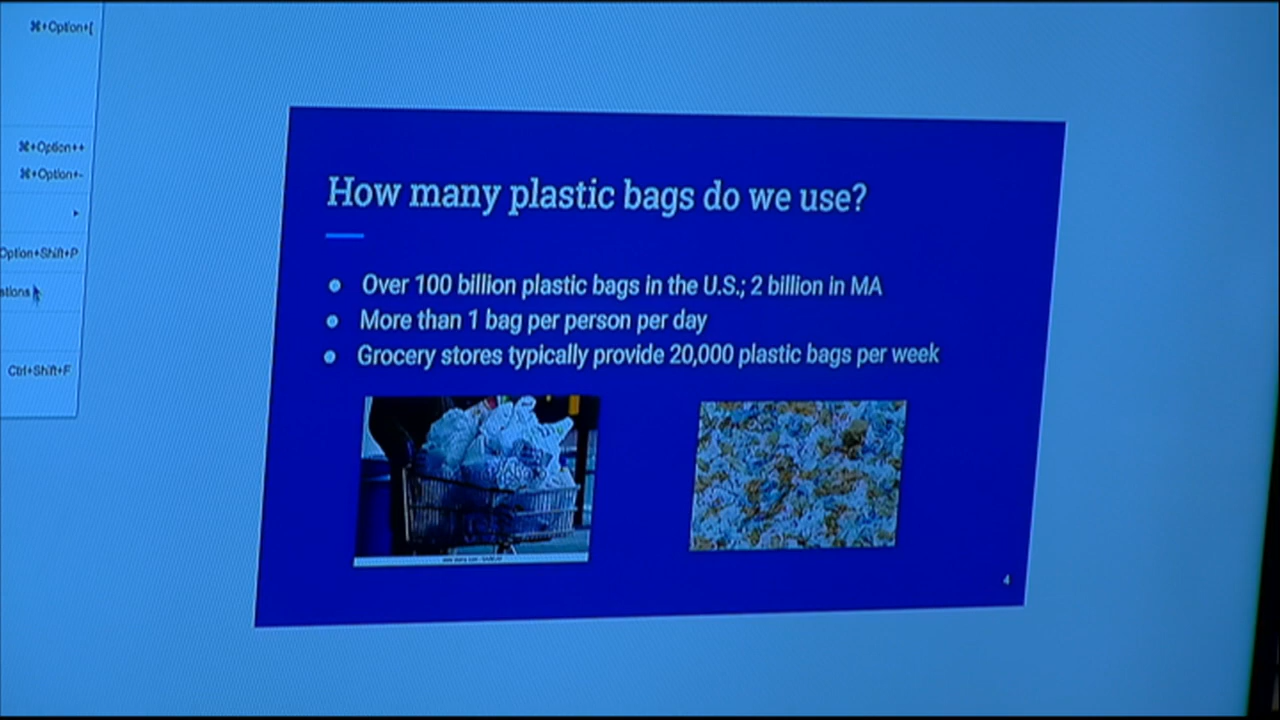 ⌘+Option+[
⌘+Option++
⌘+Option+-
Option+Shift+P
ations
Ctrl+Shift+F
How many plastic bags do we use?
Over 100 billion plastic bags in the U.S.; 2 billion in MA
More than 1 bag per person per day
Grocery stores typically provide 20,000 plastic bags per week
4